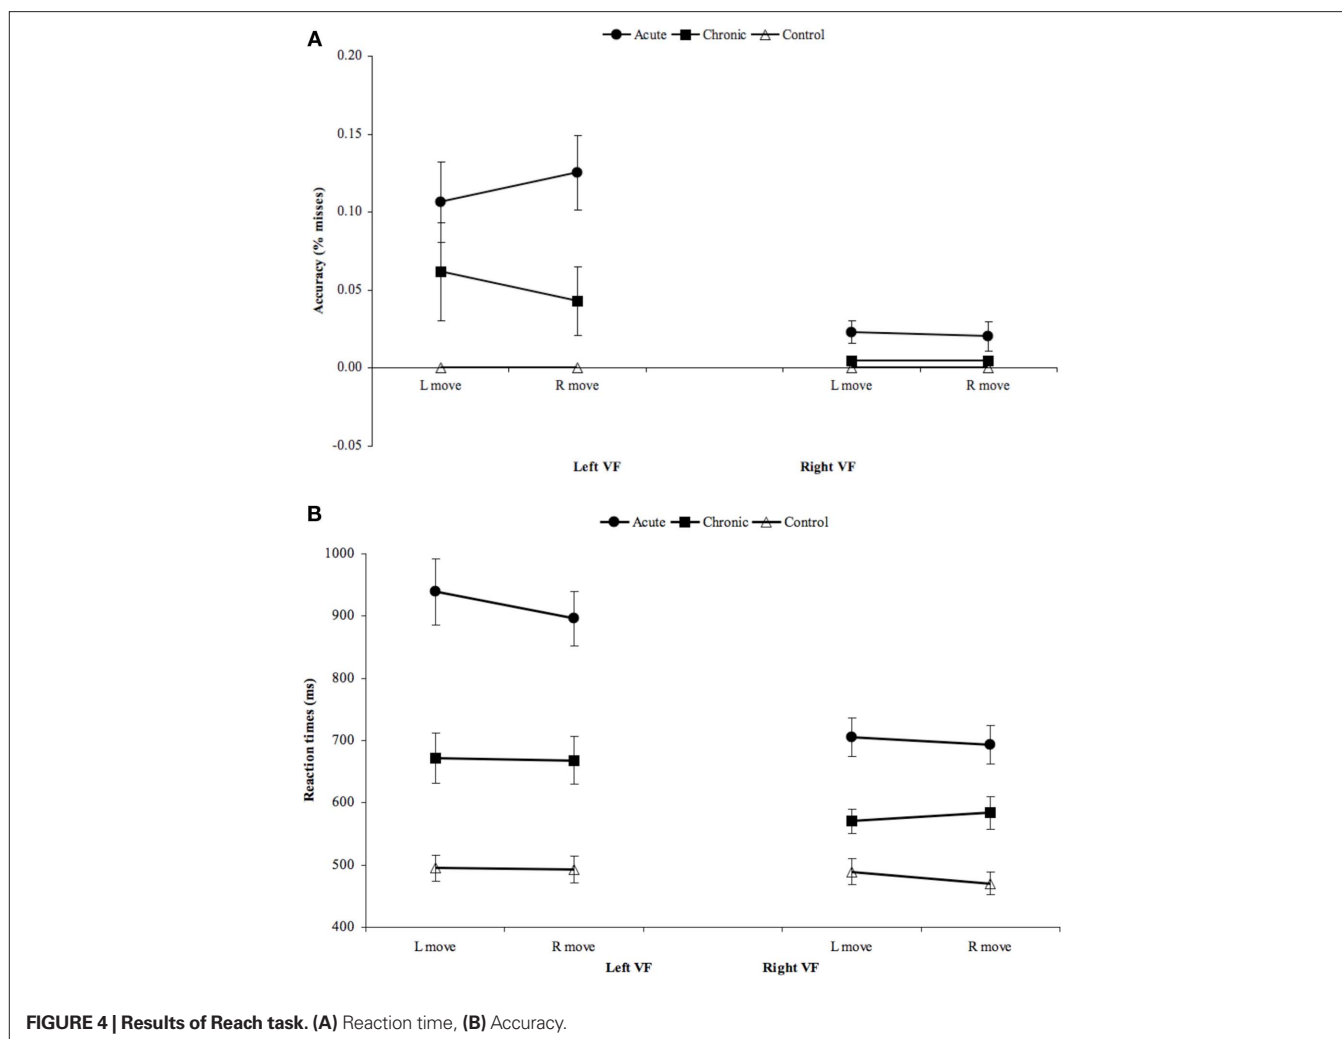 A
Acute Chronic Control
0.20
0.15
0.10
0.05
0.00
-0.05
Accuracy (% misses)
L move R move L move R move
Left VF Right VF
B
Acute Chronic Control
1000
900
800
700
600
500
400
Reaction times (ms)
L move R move L move R move
Left VF Right VF
FIGURE 4 | Results of Reach task. (A) Reaction time, (B) Accuracy.